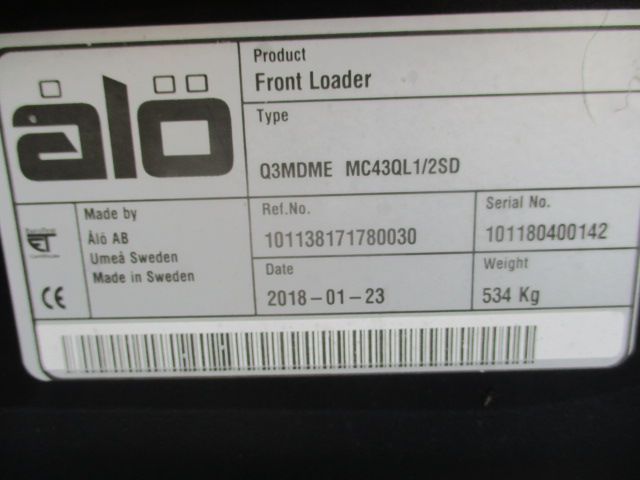 älö
Product
Front Loader
Type
Q3MDME MC43QL1/2SD
Made by
Ålö AB
Umeå Sweden
Made in Sweden
CE
Ref.No.
101138171780030
Serial No.
101180400142
Date
2018-01-23
Weight
534 Kg